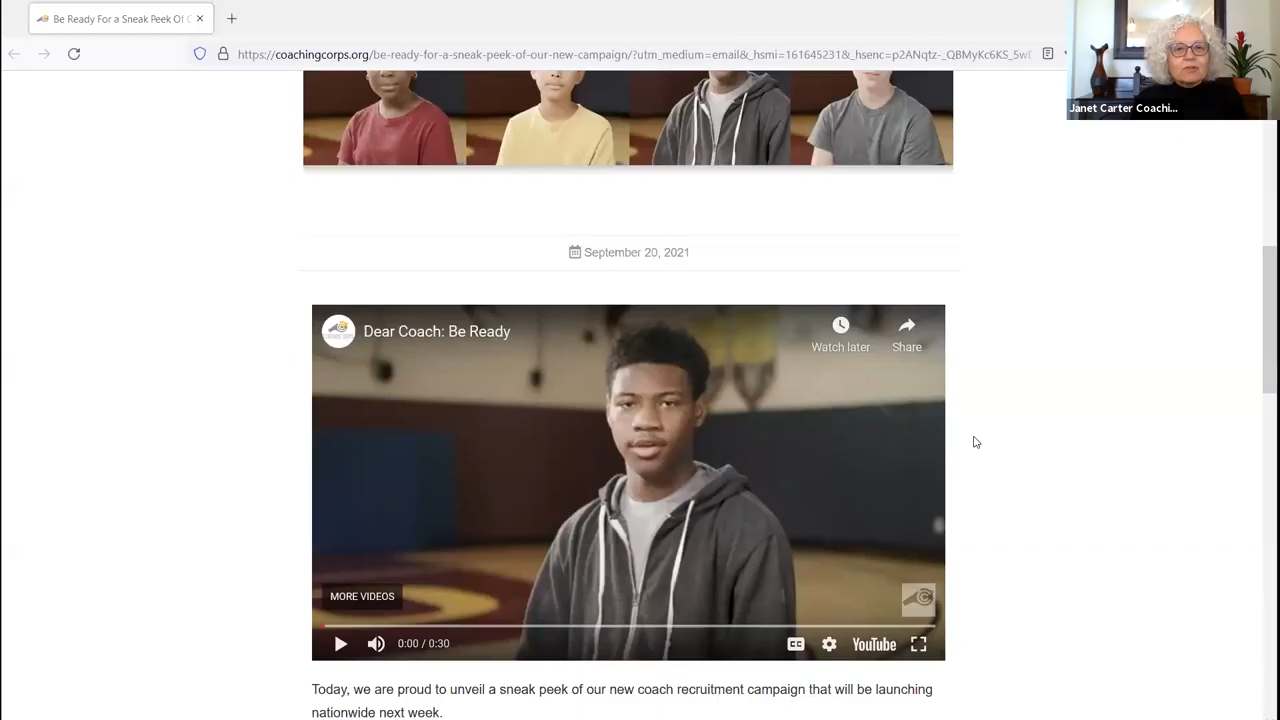 Be Ready For a Sneak Peek Of
https://coachingcorps.org/be-ready-for-a-sneak-peek-of-our-new-campaign/?utm_medium=email&_hsmi=161645231&_hsenc=p2ANqtz-_QBMyKc6KS_5w
Janet Carter Coachi...
September 20, 2021
Dear Coach: Be Ready
Watch later
Share
MORE VIDEOS
0:00 / 0:30
CC
YouTube
Today, we are proud to unveil a sneak peek of our new coach recruitment campaign that will be launching
nationwide next week.